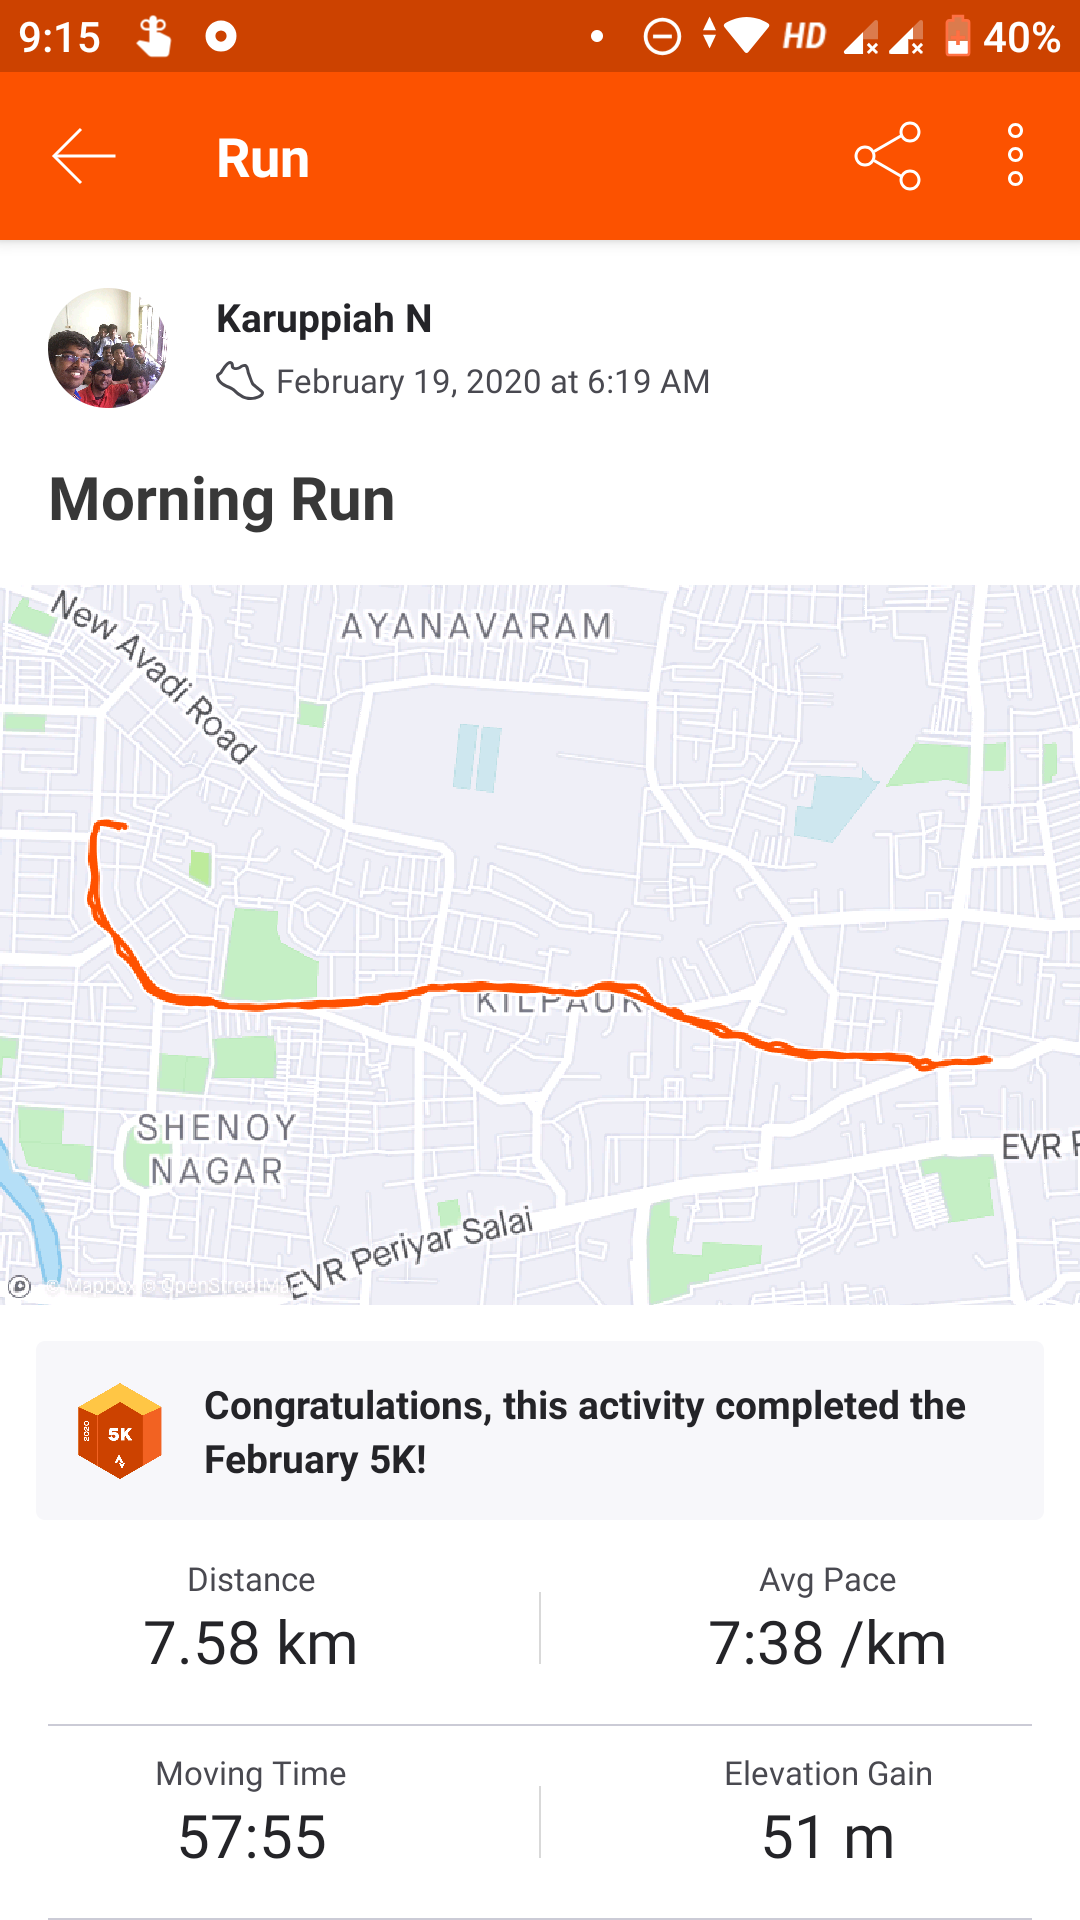 9:15
HD
40%
Run
Karuppiah N
February 19, 2020 at 6:19 AM
Morning Run
New Avadi Road
AYANAVARAM
KILPAUK
SHENOY
NAGAR
EVR Periyar Salai
EVR
© Mapbox © OpenStreetMap
2020
5K
Congratulations, this activity completed the
February 5K!
Distance
7.58 km
Avg Pace
7:38 /km
Moving Time
57:55
Elevation Gain
51 m